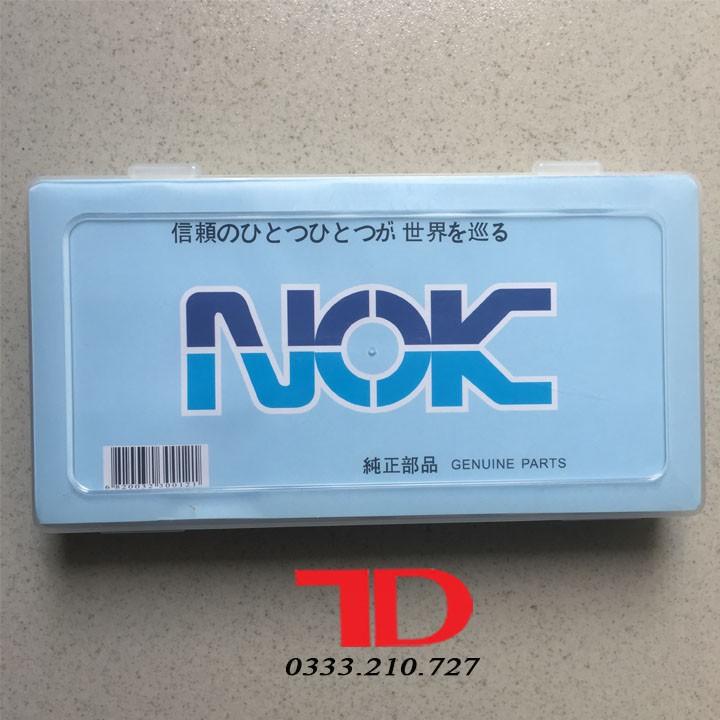 信頼のひとつひとつが世界を巡る
NOK
純正部品 GENUINE PARTS
6820032300121
TD
0333.210.727